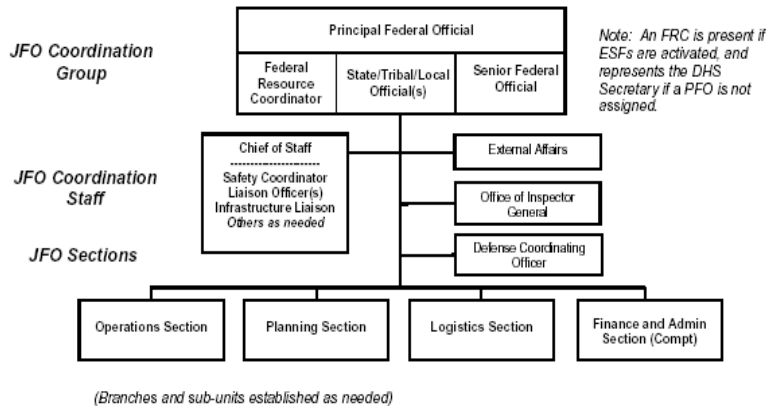 JFO Coordination
Group
Principal Federal Official
Federal
Resource
Coordinator
State/Tribal/Local
Official(s)
Senior Federal
Official
Note: An FRC is present if
ESFs are activated, and
represents the DHS
Secretary if a PFO is not
assigned.
JFO Coordination
Staff
Chief of Staff
-----------------------
Safety Coordinator
Liaison Officer(s)
Infrastructure Liaison
Others as needed
External Affairs
Office of Inspector
General
JFO Sections
Defense Coordinating
Officer
Operations Section
Planning Section
Logistics Section
Finance and Admin
Section (Compt)
(Branches and sub-units established as needed)